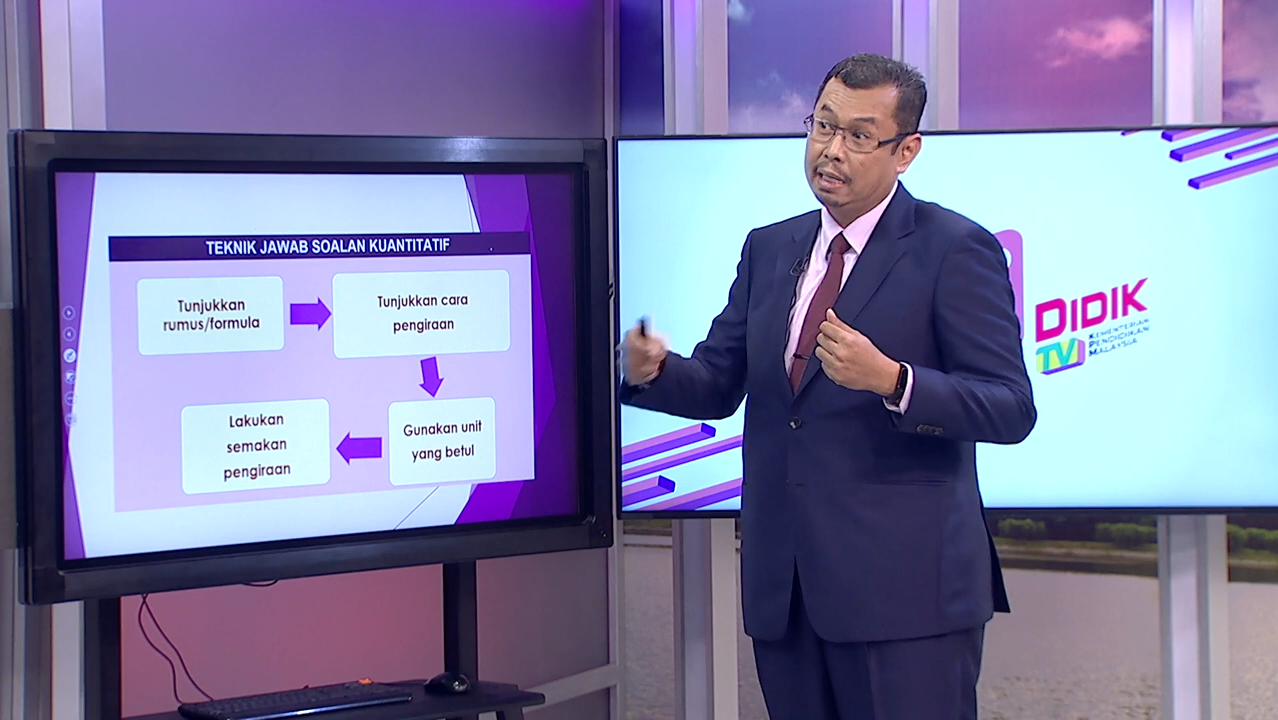 TEKNIK JAWAB SOALAN KUANTITATIF
Tunjukkan
rumus/formula
Tunjukkan cara
pengiraan
Gunakan unit
yang betul
Lakukan
semakan
pengiraan
DIDIK
TV
KEMENTERIAN
PENDIDIKAN
MALAYSIA